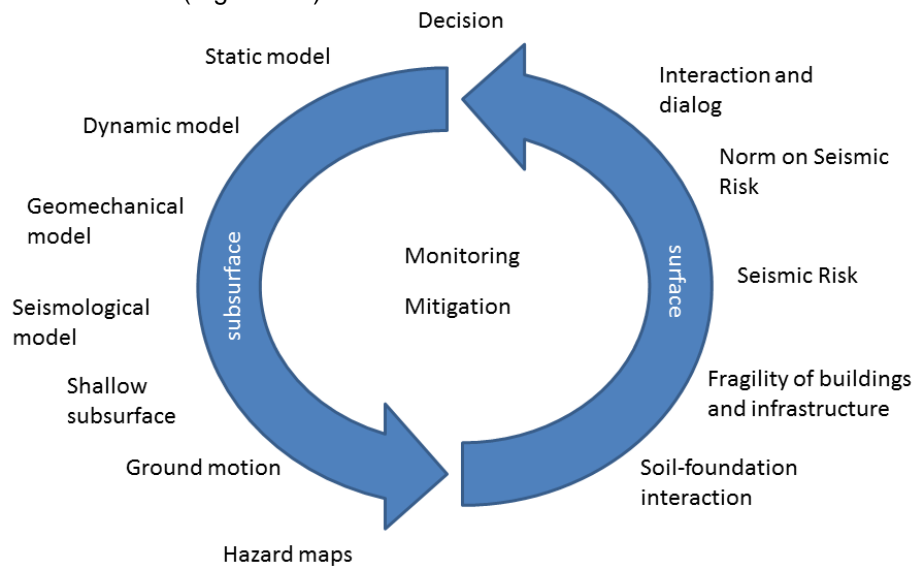 Decision
Static model
Dynamic model
Geomechanical
model
Seismological
model
Shallow
subsurface
Ground motion
Hazard maps
subsurface
Monitoring
Mitigation
surface
Interaction and
dialog
Norm on Seismic
Risk
Seismic Risk
Fragility of buildings
and infrastructure
Soil-foundation
interaction